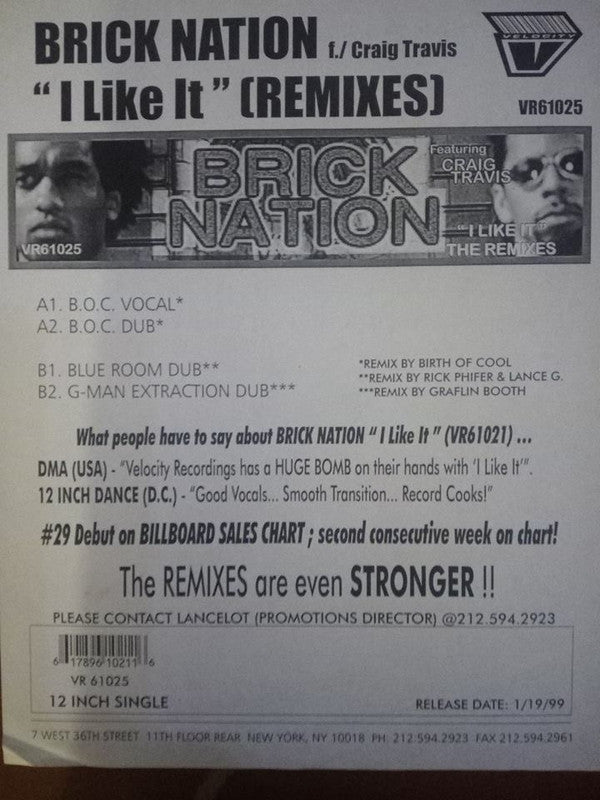 BRICK NATION f./ Craig Travis
VELOCITY
V
“ I Like It ” (REMIXES)
VR61025
BRICK
NATION
Featuring
CRAIG
TRAVIS
“I LIKE IT”
THE REMIXES
VR61025
A1. B.O.C. VOCAL*
A2. B.O.C. DUB*
B1. BLUE ROOM DUB**
B2. G-MAN EXTRACTION DUB***
*REMIX BY BIRTH OF COOL
**REMIX BY RICK PHIFER & LANCE G.
***REMIX BY GRAFLIN BOOTH
What people have to say about BRICK NATION “ I Like It ” (VR61021) ...
DMA (USA) - “Velocity Recordings has a HUGE BOMB on their hands with ‘I Like It’”.
12 INCH DANCE (D.C.) - “Good Vocals... Smooth Transition... Record Cooks!”
#29 Debut on BILLBOARD SALES CHART ; second consecutive week on chart!
The REMIXES are even STRONGER !!
PLEASE CONTACT LANCELOT (PROMOTIONS DIRECTOR) @212.594.2923
6 17896 10211 6
VR 61025
12 INCH SINGLE
RELEASE DATE: 1/19/99
7 WEST 36TH STREET 11TH FLOOR REAR NEW YORK, NY 10018 PH: 212.594.2923 FAX 212.594.2961